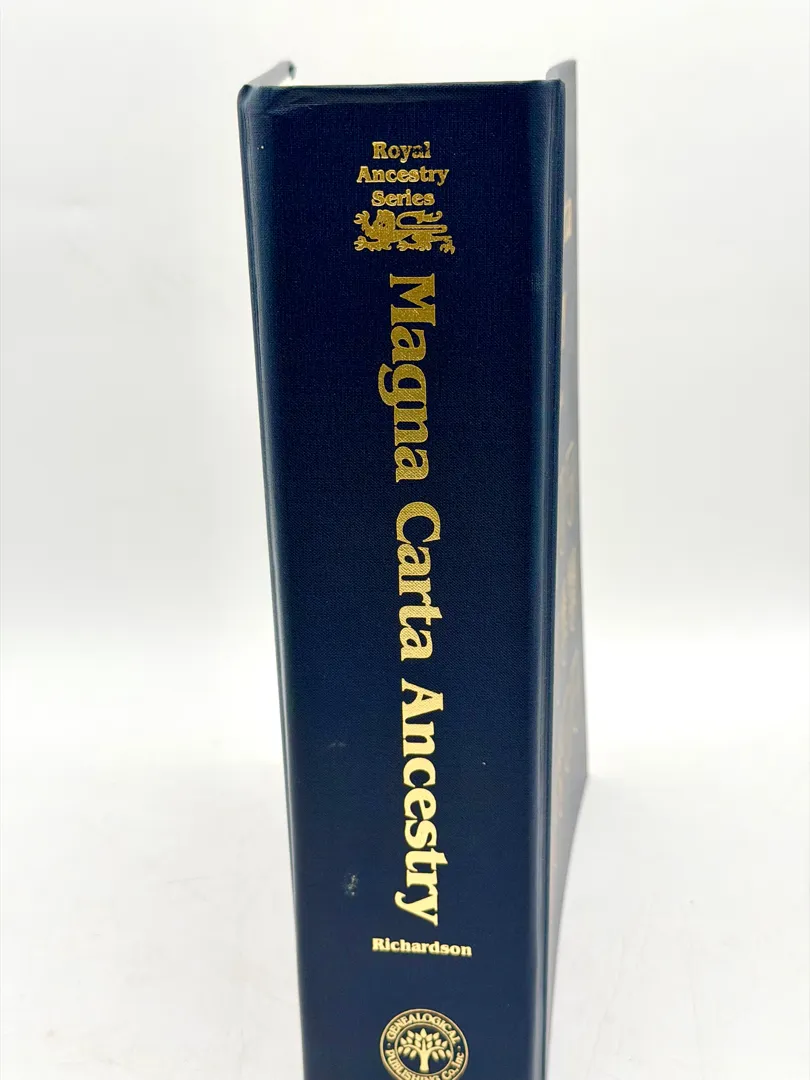 Royal
Ancestry
Series
Magna Carta Ancestry
Richardson
GENEALOGICAL
PUBLISHING Co. Inc